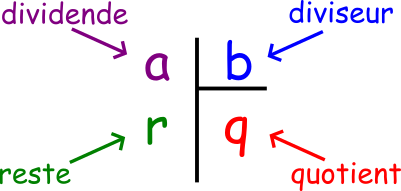 dividende diviseur
a b
r q
reste quotient